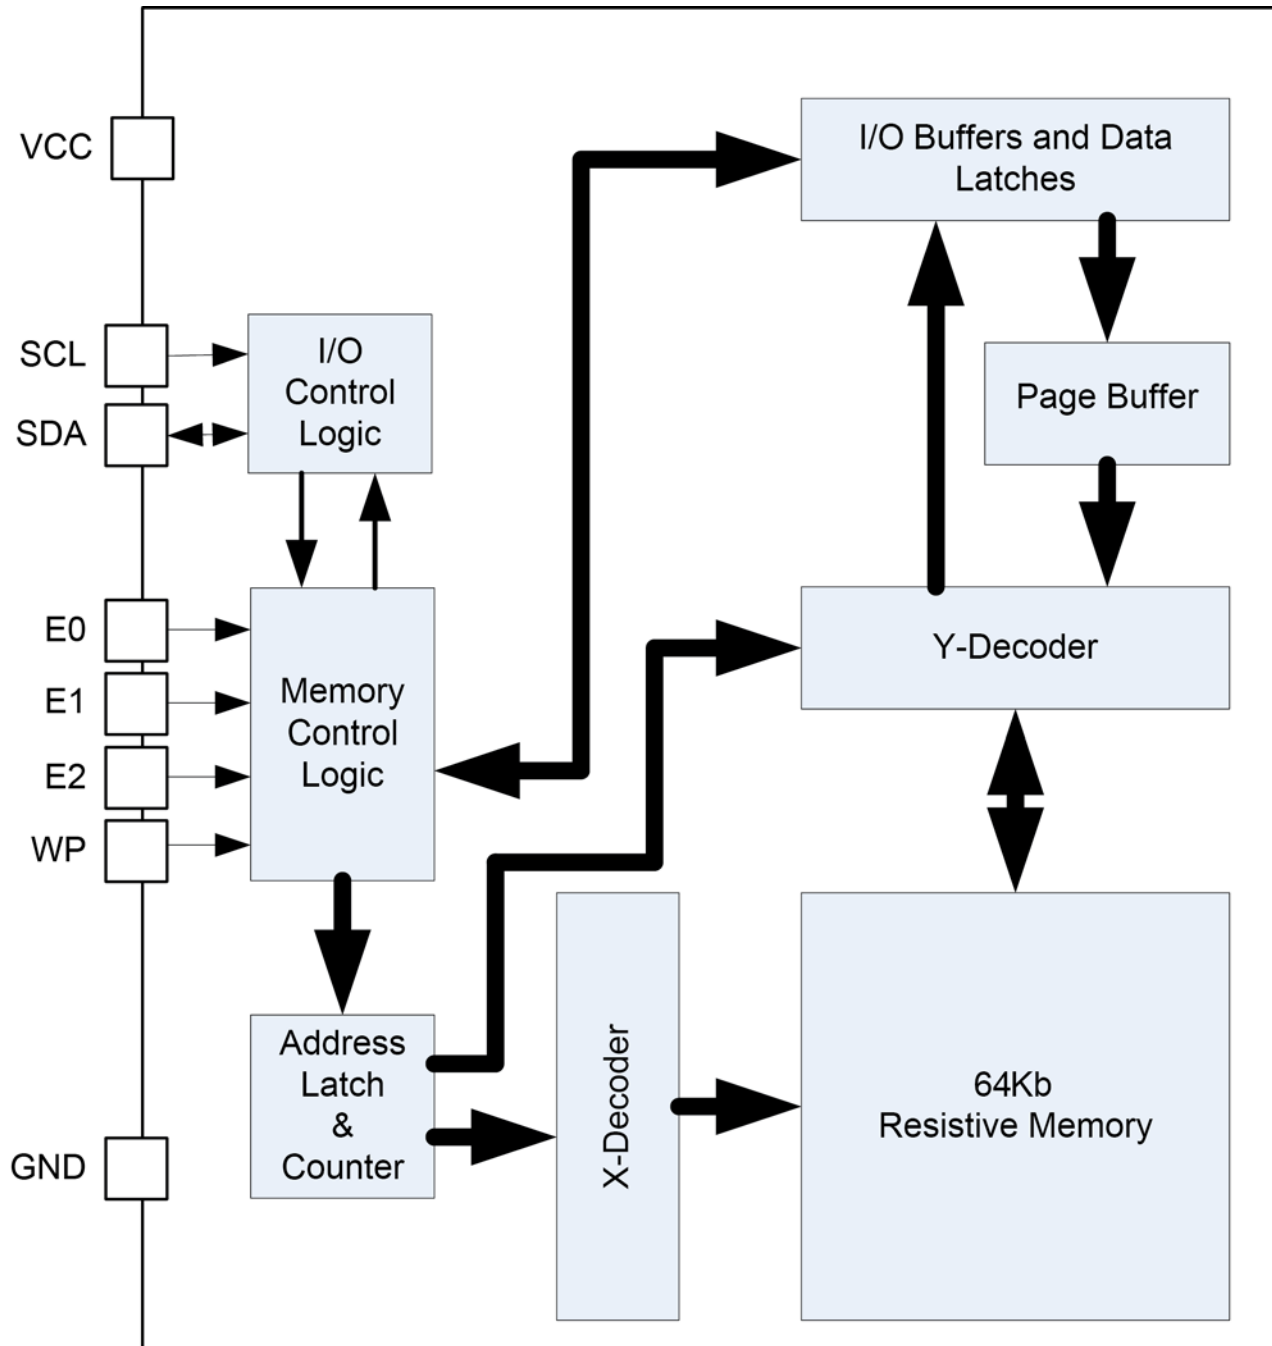 VCC
I/O Buffers and Data
Latches
SCL
I/O
Control
Logic
SDA
Page Buffer
E0
E1
E2
WP
Memory
Control
Logic
Y-Decoder
Address
Latch
&
Counter
X-Decoder
64Kb
Resistive Memory
GND